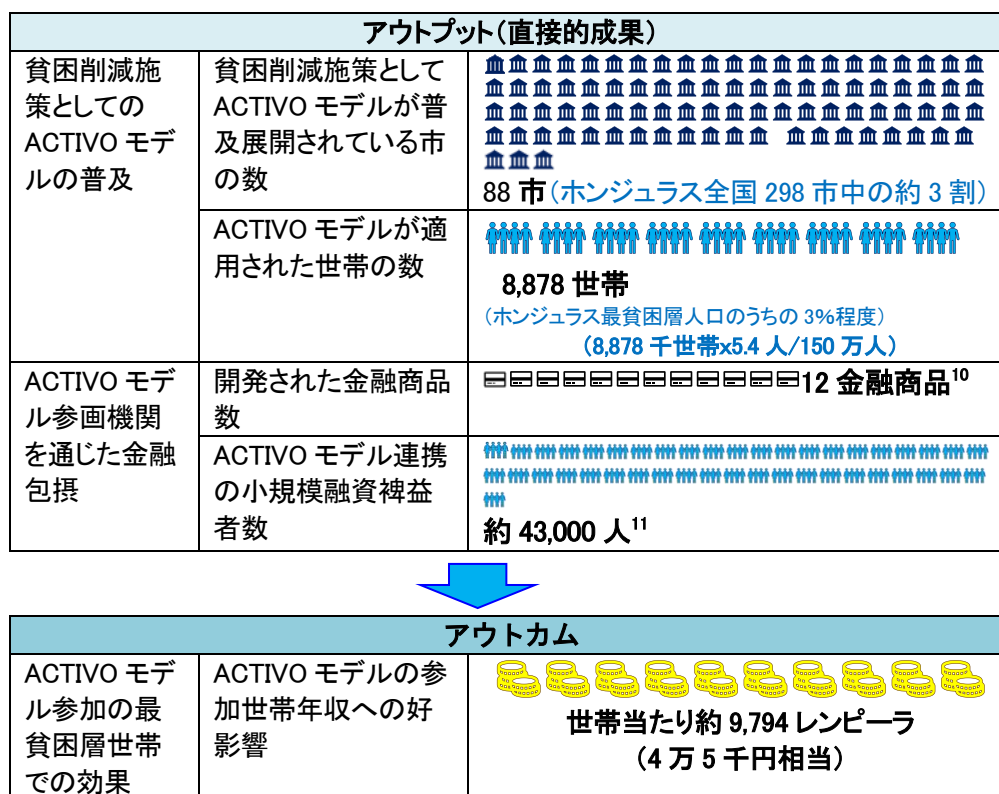 アウトプット(直接的成果)
貧困削減施
策としての
ACTIVO モデ
ルの普及
貧困削減施策として
ACTIVO モデルが普
及展開されている市
の数
88 市(ホンジュラス全国 298 市中の約 3 割)
ACTIVO モデルが適
用された世帯の数
8,878 世帯
(ホンジュラス最貧困層人口のうちの 3%程度)
(8,878 千世帯x5.4 人/150 万人)
ACTIVO モデ
ル参画機関
を通じた金融
包摂
開発された金融商品
数
12 金融商品10
ACTIVO モデル連携
の小規模融資裨益
者数
約 43,000 人11
アウトカム
ACTIVO モデ
ル参加の最
貧困層世帯
での効果
ACTIVO モデルの参
加世帯年収への好
影響
世帯当たり約 9,794 レンピーラ
(4 万 5 千円相当)